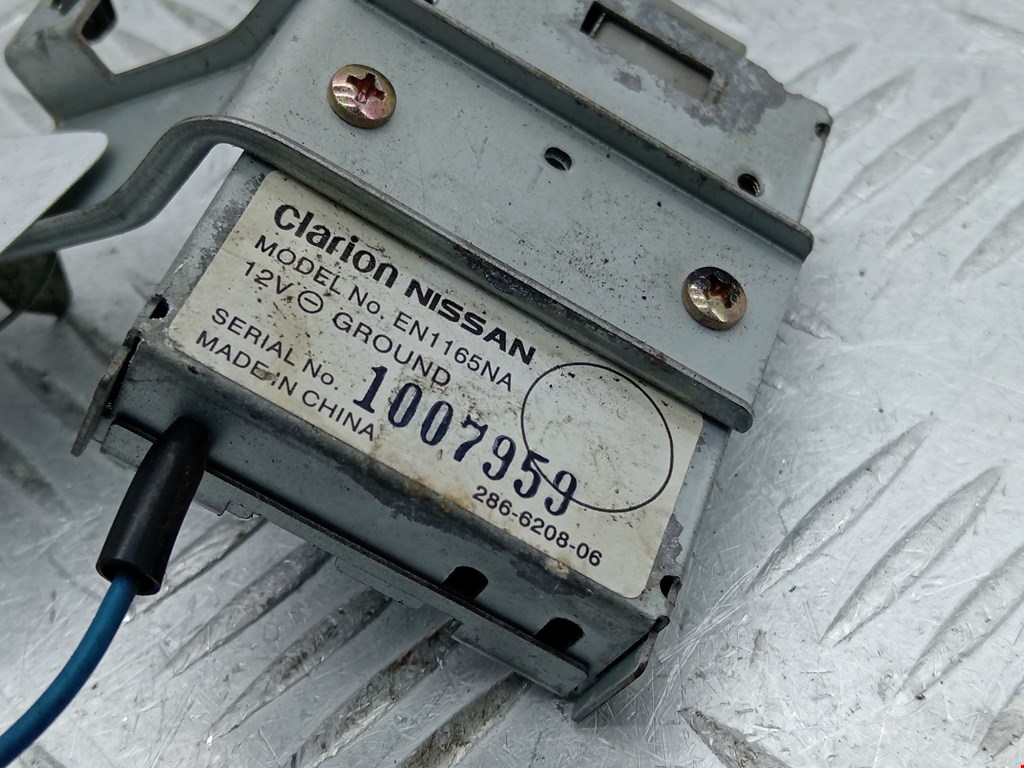 Clarion NISSAN
MODEL No. EN1165NA
12V ⊖ GROUND
SERIAL No. 1007959
MADE IN CHINA
286-6208-06